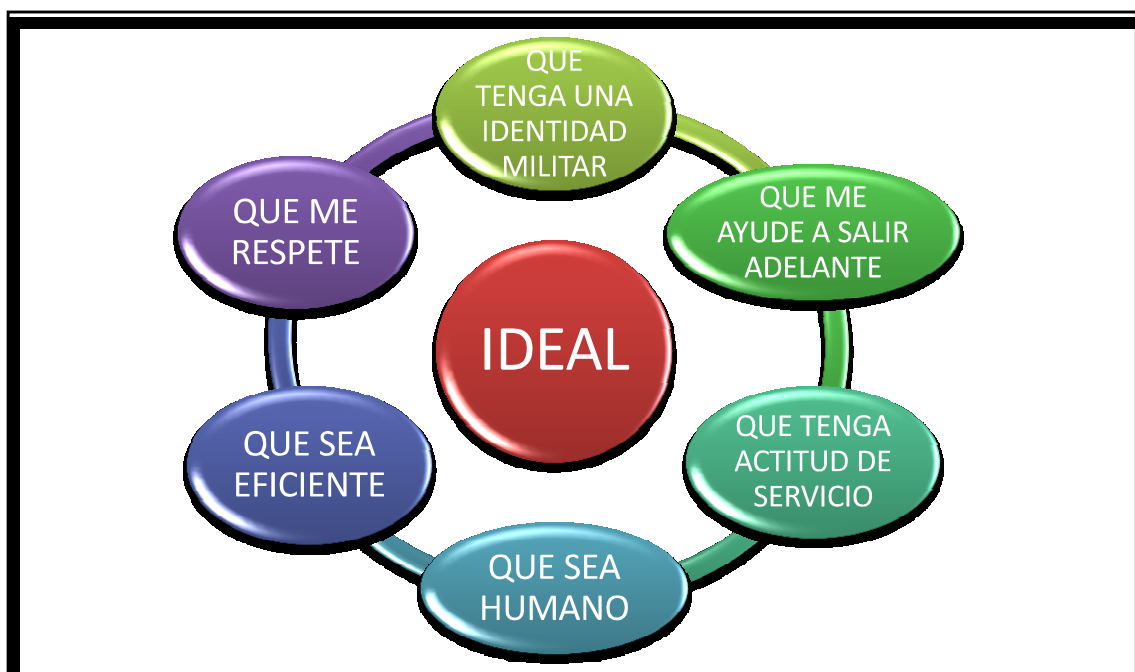 QUE
TENGA UNA
IDENTIDAD
MILITAR
QUE ME
AYUDE A SALIR
ADELANTE
QUE TENGA
ACTITUD DE
SERVICIO
QUE SEA
HUMANO
QUE SEA
EFICIENTE
QUE ME
RESPETE
IDEAL